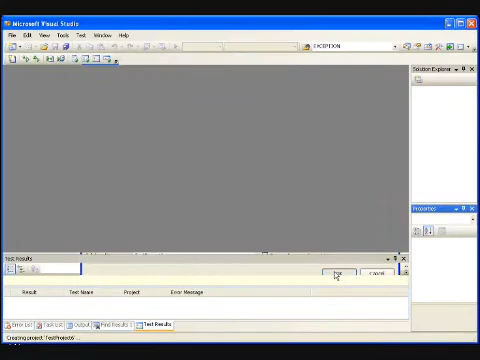 Microsoft Visual Studio
File Edit View Tools Test Window Help
EXCEPTION
Solution Explorer
Properties
Test Results
Cancel
Result Test Name Project Error Message
Error List Task List Output Find Results 1 Test Results
Creating project 'TestProject6'